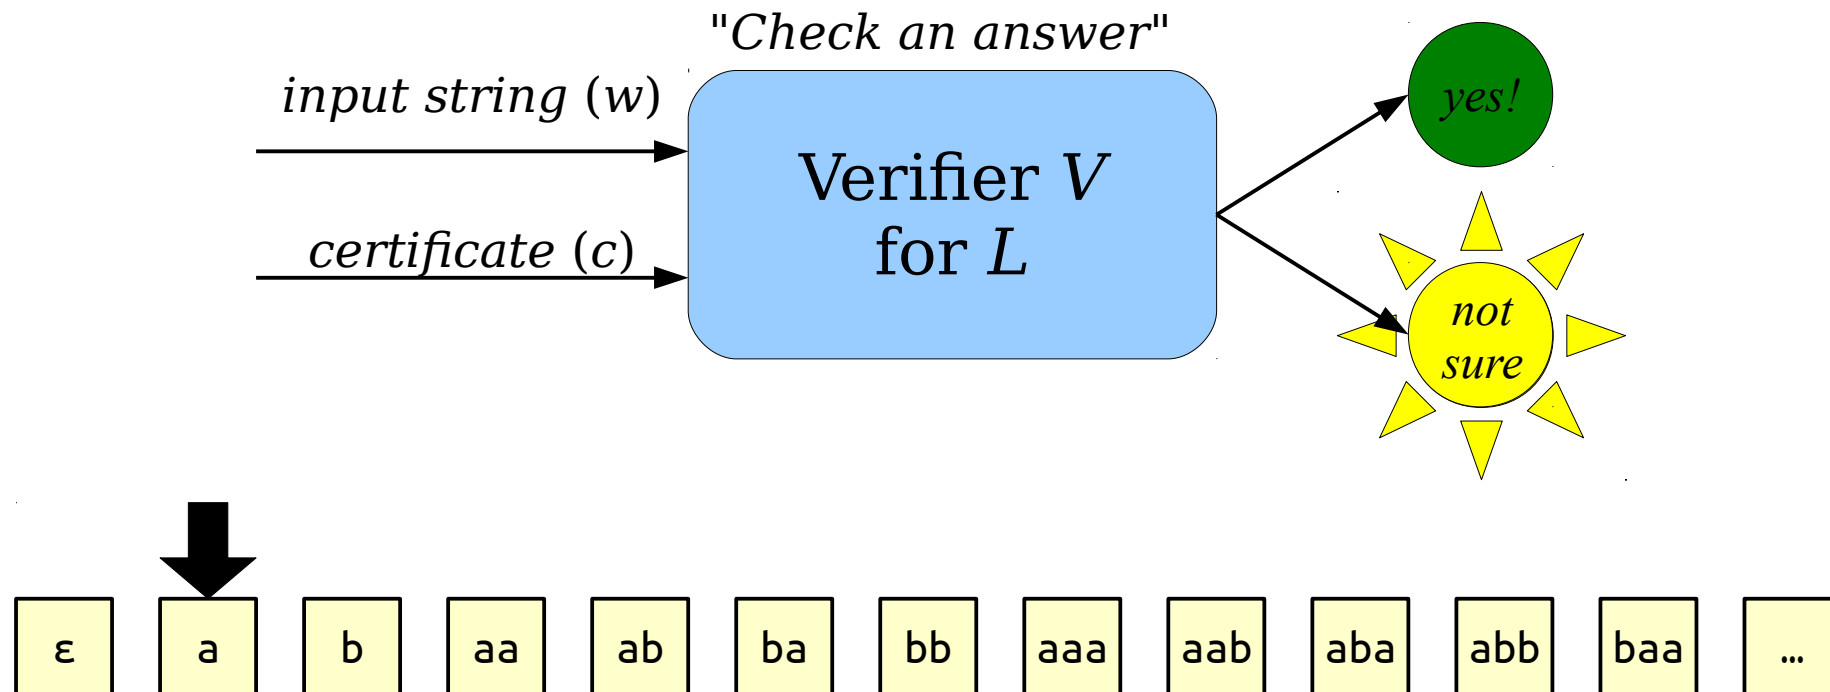 "Check an answer"
input string (w)
certificate (c)
Verifier V
for L
yes!
not
sure
ε a b aa ab ba bb aaa aab aba abb baa …